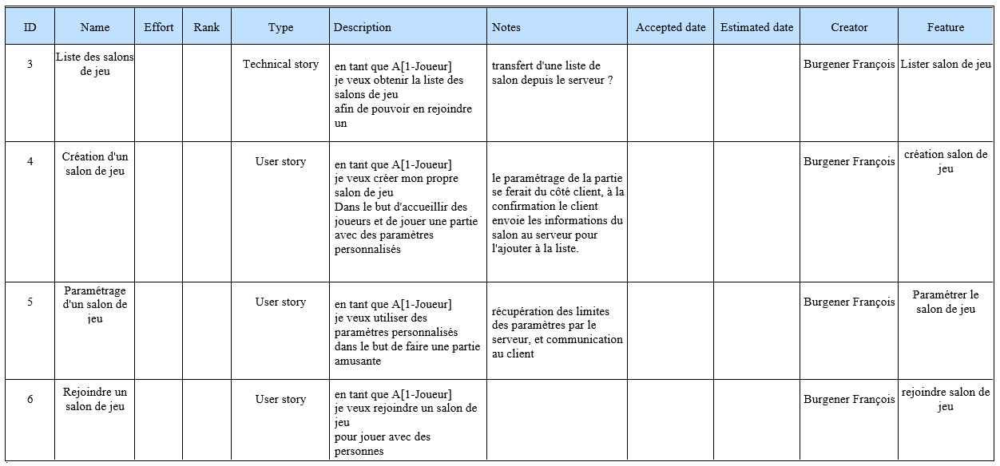 ID Name Effort Rank Type Description Notes Accepted date Estimated date Creator Feature
3
Liste des salons
de jeu
Technical story
en tant que A[1-Joueur]
je veux obtenir la liste des
salons de jeu
afin de pouvoir en rejoindre
un
transfert d'une liste de
salon depuis le serveur ?
Burgener François
Lister salon de jeu
4
Création d'un
salon de jeu
User story
en tant que A[1-Joueur]
je veux créer mon propre
salon de jeu
Dans le but d'accueillir des
joueurs et de jouer une partie
avec des paramètres
personnalisés
le paramétrage de la partie
se ferait du côté client, à la
confirmation le client
envoie les informations du
salon au serveur pour
l'ajouter à la liste.
Burgener François
création salon de
jeu
5
Paramétrage
d'un salon de
jeu
User story
en tant que A[1-Joueur]
je veux utiliser des
paramètres personnalisés
dans le but de faire une partie
amusante
récupération des limites
des paramètres par le
serveur, et communication
au client
Burgener François
Paramétrer le
salon de jeu
6
Rejoindre un
salon de jeu
User story
en tant que A[1-Joueur]
je veux rejoindre un salon de
jeu
pour jouer avec des
personnes
Burgener François
rejoindre salon de
jeu